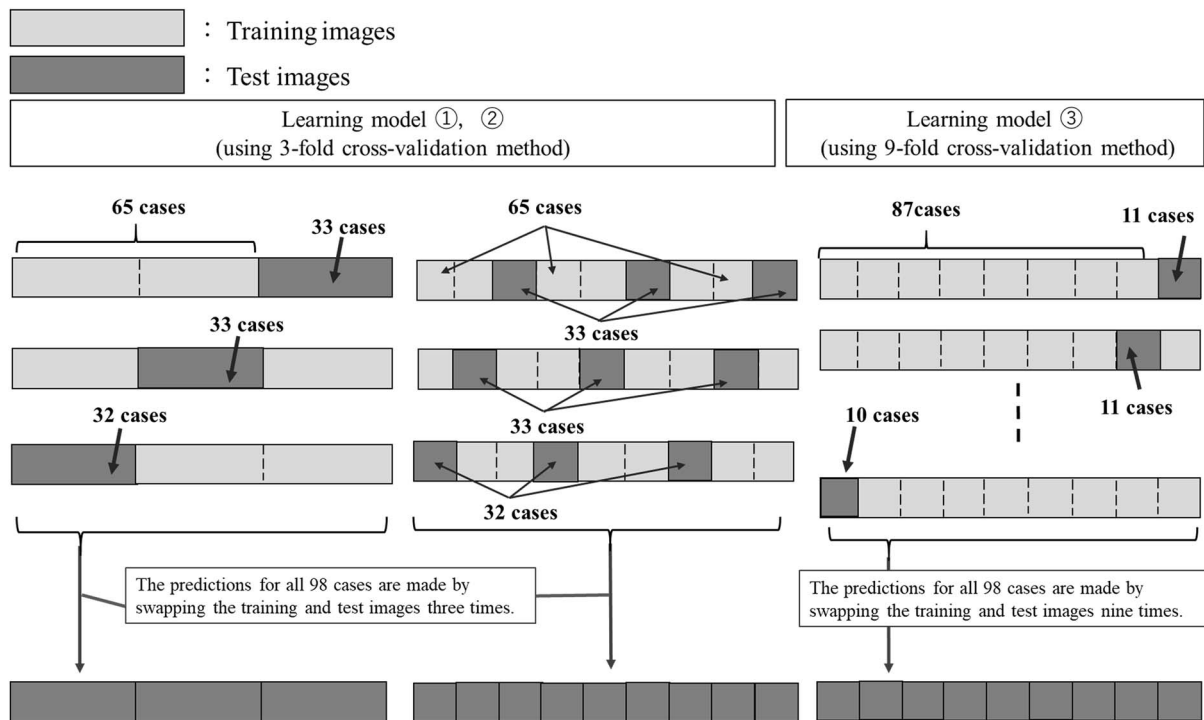 : Training images
: Test images
Learning model ①, ②
(using 3-fold cross-validation method)
Learning model ③
(using 9-fold cross-validation method)
65 cases
33 cases
33 cases
32 cases
65 cases
33 cases
33 cases
32 cases
87cases
11 cases
11 cases
10 cases
The predictions for all 98 cases are made by
swapping the training and test images three times.
The predictions for all 98 cases are made by
swapping the training and test images nine times.